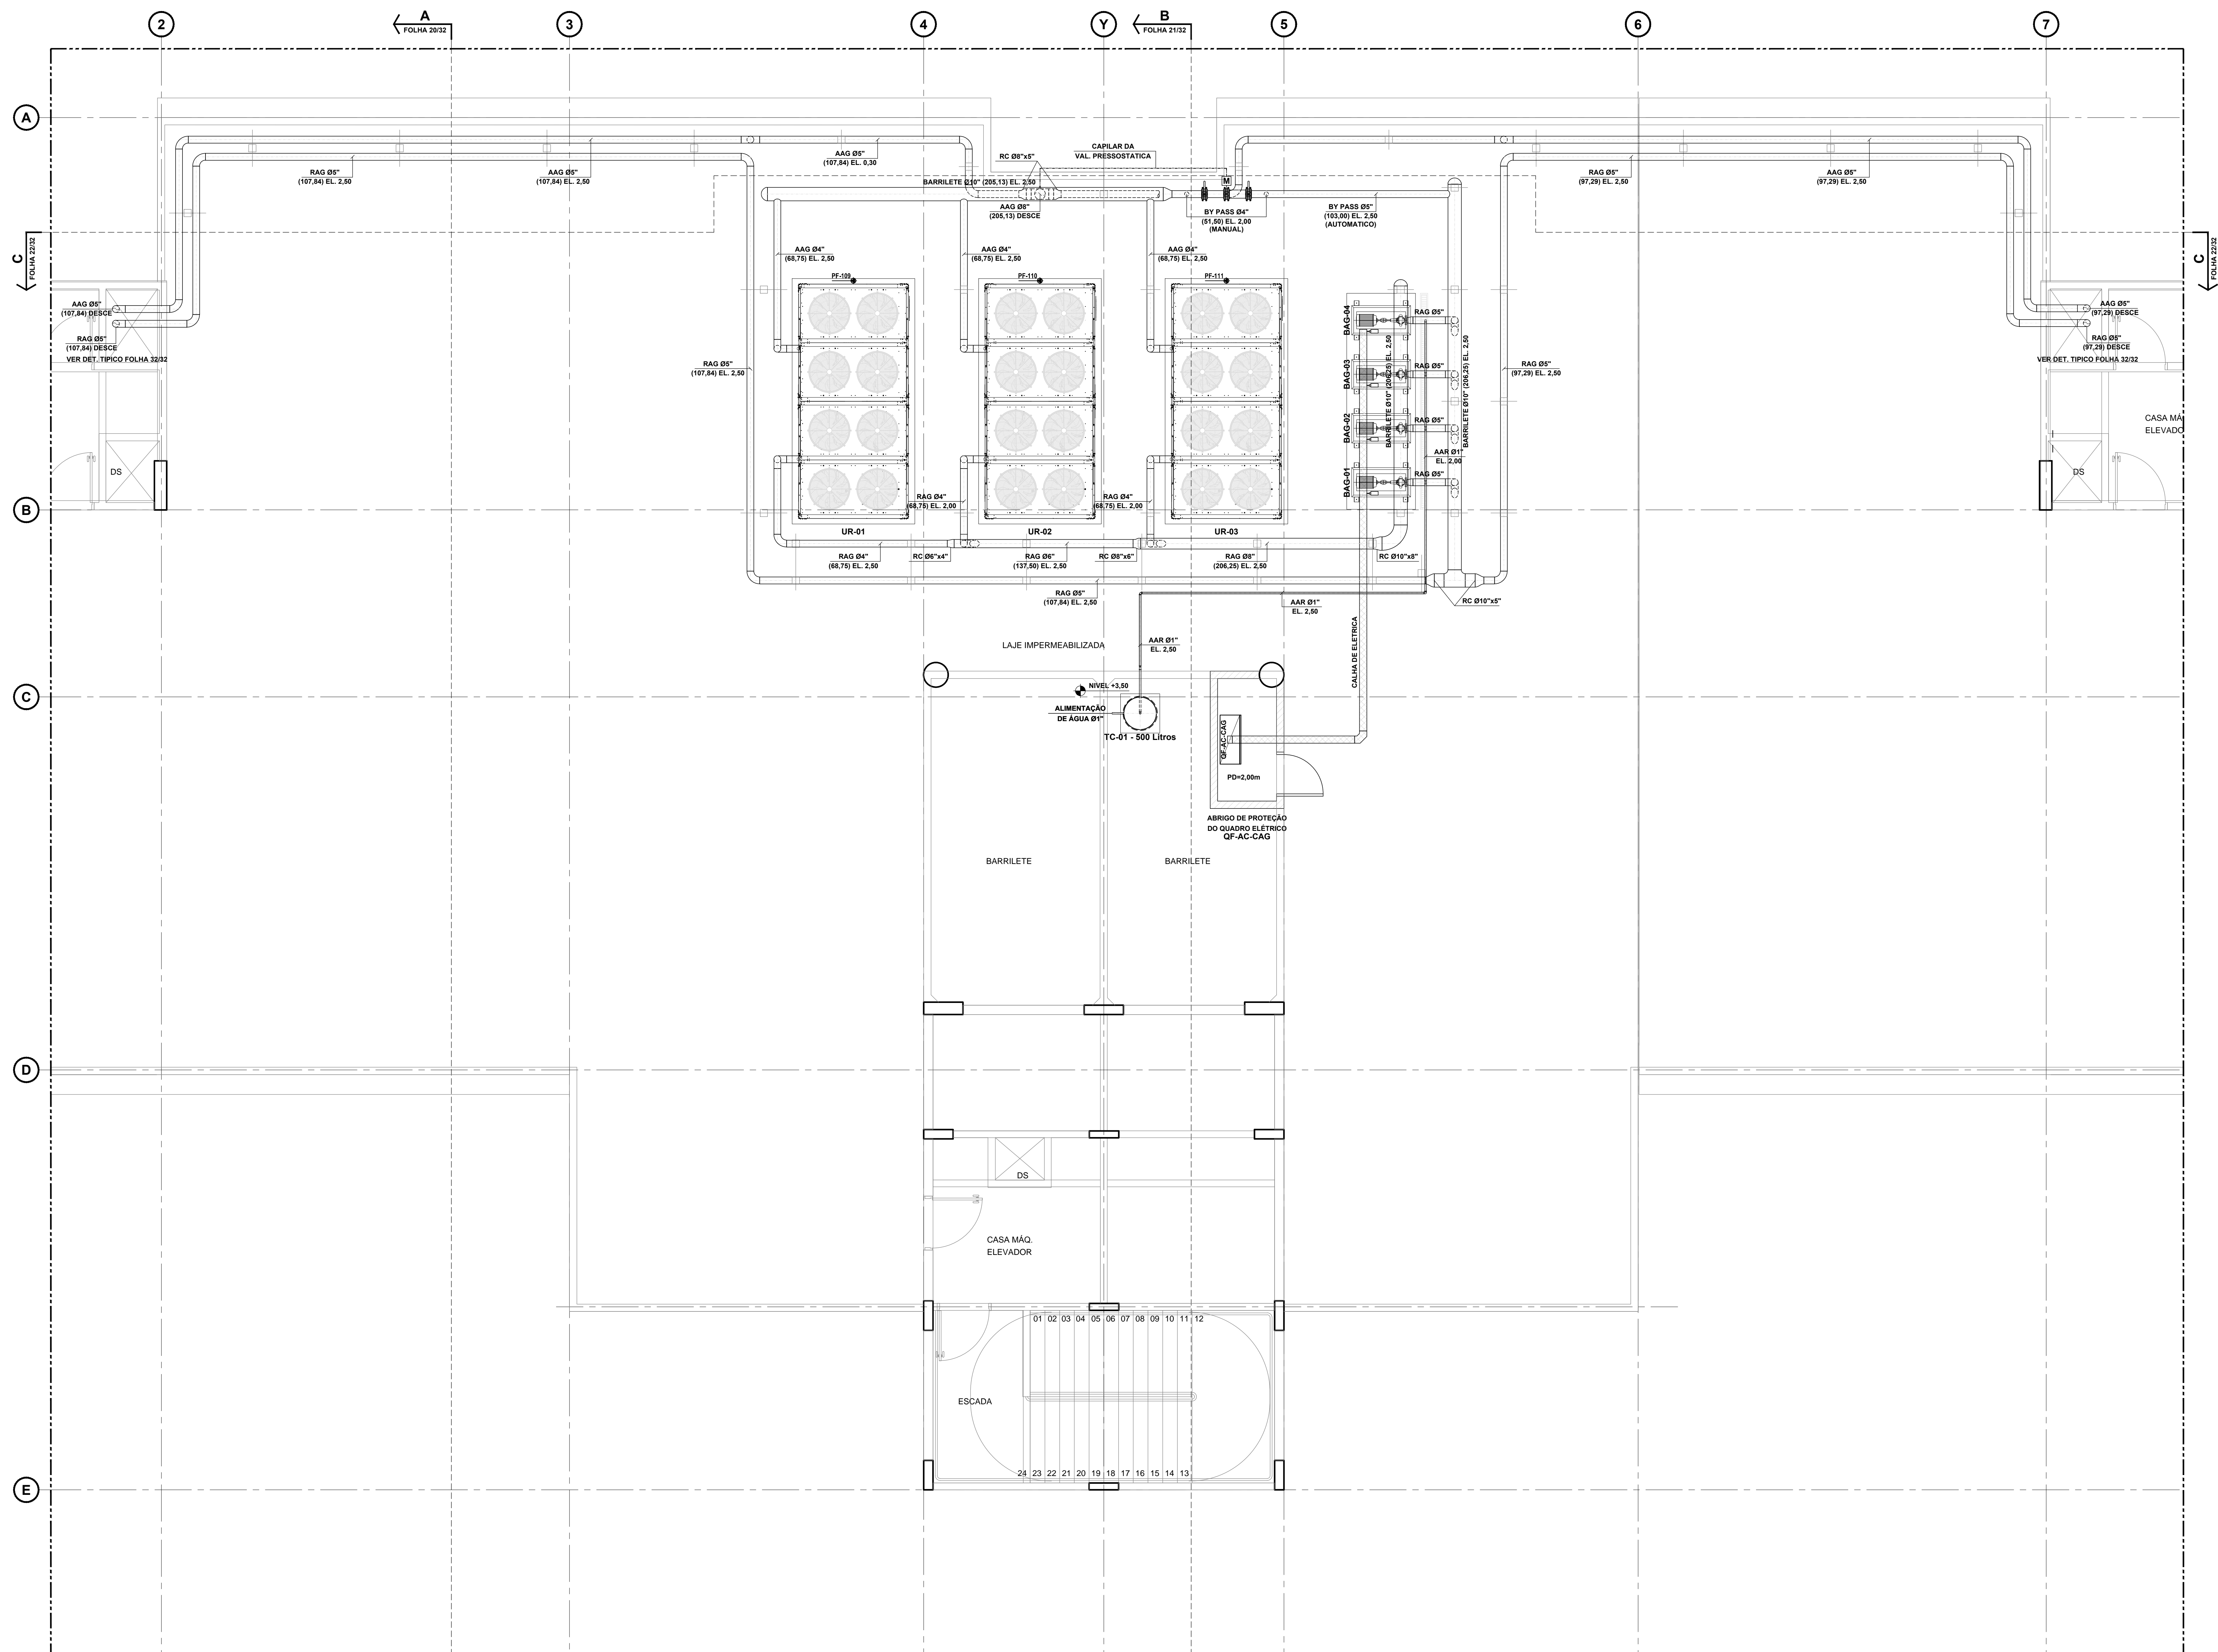 2
A
FOLHA 20/32
3
4
Y
B
FOLHA 21/32
5
6
7
A
CAPILAR DA
VAL. PRESSOSTATICA
RC Ø8"x5"
AAG Ø5"
(107,84) EL. 0,30
RAG Ø5"
(107,84) EL. 2,50
AAG Ø5"
(107,84) EL. 2,50
BARRILETE Ø10" (205,13) EL. 2,50
M
RAG Ø5"
(97,29) EL. 2,50
AAG Ø5"
(97,29) EL. 2,50
AAG Ø8"
(205,13) DESCE
BY PASS Ø4"
(51,50) EL. 2,00
(MANUAL)
BY PASS Ø5"
(103,00) EL. 2,50
(AUTOMATICO)
C
FOLHA 22/32
C
FOLHA 22/32
AAG Ø4"
(68,75) EL. 2,50
AAG Ø4"
(68,75) EL. 2,50
AAG Ø4"
(68,75) EL. 2,50
PF-109
PF-110
PF-111
AAG Ø5"
(107,84) DESCE
RAG Ø5"
(107,84) DESCE
VER DET. TIPICO FOLHA 32/32
AAG Ø5"
(97,29) DESCE
RAG Ø5"
(97,29) DESCE
VER DET. TIPICO FOLHA 32/32
BAG-04
RAG Ø5"
BAG-03
RAG Ø5"
BAG-02
RAG Ø5"
BAG-01
RAG Ø5"
BARRILETE Ø10" (206,25) EL. 2,50
BARRILETE Ø10" (206,25) EL. 2,50
AAR Ø1"
EL. 2,00
RAG Ø5"
(107,84) EL. 2,50
RAG Ø5"
(97,29) EL. 2,50
CASA MÁ
ELEVADO
DS
DS
RAG Ø4"
(68,75) EL. 2,00
RAG Ø4"
(68,75) EL. 2,00
B
UR-01
UR-02
UR-03
RAG Ø4"
(68,75) EL. 2,50
RC Ø6"x4"
RAG Ø6"
(137,50) EL. 2,50
RC Ø8"x6"
RAG Ø8"
(206,25) EL. 2,50
RC Ø10"x8"
RAG Ø5"
(107,84) EL. 2,50
AAR Ø1"
EL. 2,50
RC Ø10"x5"
LAJE IMPERMEABILIZADA
AAR Ø1"
EL. 2,50
CALHA DE ELETRICA
C
NIVEL +3,50
ALIMENTAÇÃO
DE ÁGUA Ø1"
TC-01 - 500 Litros
QF-AC-CAG
PD=2,00m
ABRIGO DE PROTEÇÃO
DO QUADRO ELÉTRICO
QF-AC-CAG
BARRILETE
BARRILETE
D
DS
CASA MÁQ.
ELEVADOR
01 02 03 04 05 06 07 08 09 10 11 12
ESCADA
24 23 22 21 20 19 18 17 16 15 14 13
E